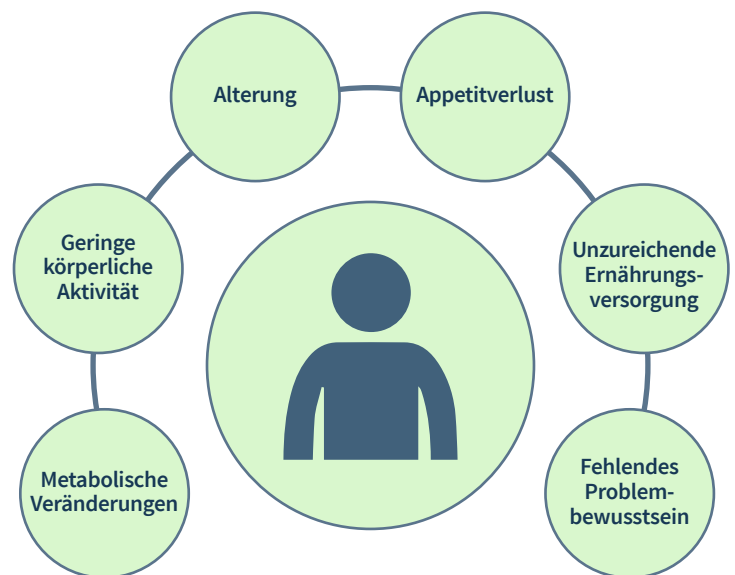 Alterung
Appetitverlust
Geringe
körperliche
Aktivität
Unzureichende
Ernährungs-
versorgung
Metabolische
Veränderungen
Fehlendes
Problem-
bewusstsein